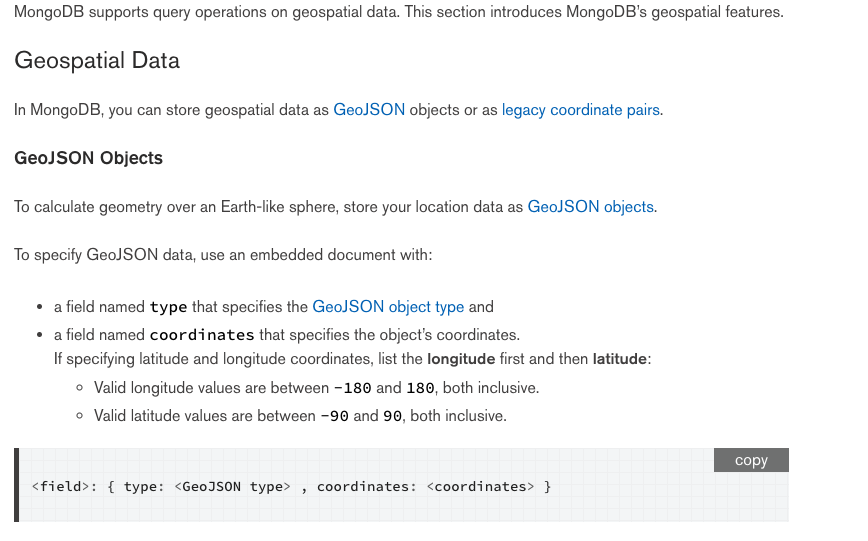 MongoDB supports query operations on geospatial data. This section introduces MongoDB's geospatial features.
Geospatial Data
In MongoDB, you can store geospatial data as GeoJSON objects or as legacy coordinate pairs.
GeoJSON Objects
To calculate geometry over an Earth-like sphere, store your location data as GeoJSON objects.
To specify GeoJSON data, use an embedded document with:
• a field named type that specifies the GeoJSON object type and
• a field named coordinates that specifies the object's coordinates.
If specifying latitude and longitude coordinates, list the longitude first and then latitude:
◦ Valid longitude values are between -180 and 180, both inclusive.
◦ Valid latitude values are between -90 and 90, both inclusive.
copy
<field>: { type: <GeoJSON type> , coordinates: <coordinates> }